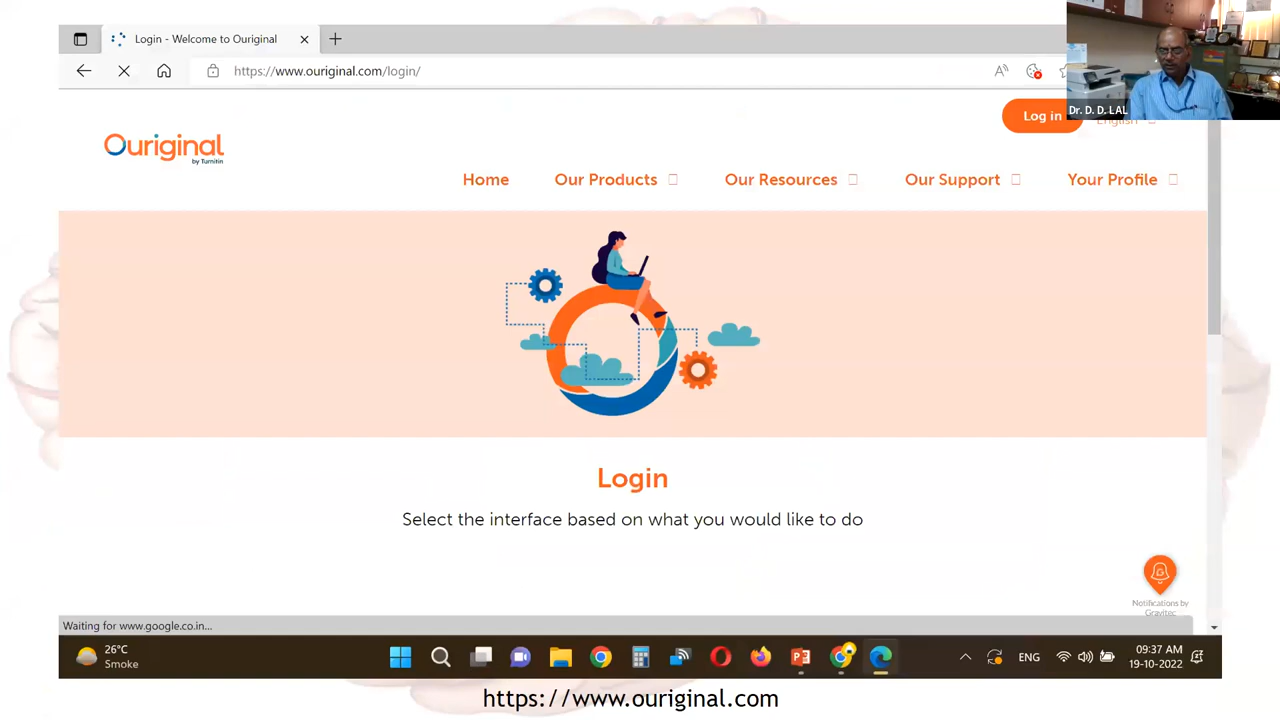 Login - Welcome to Ouriginal
https://www.ouriginal.com/login/
Dr. D. D. LAL
Log in
English
Ouriginal
by Turnitin
Home
Our Products
Our Resources
Our Support
Your Profile
Login
Select the interface based on what you would like to do
Notifications by
Gravitec
Waiting for www.google.co.in...
26°C
Smoke
ENG
09:37 AM
19-10-2022
https://www.ouriginal.com